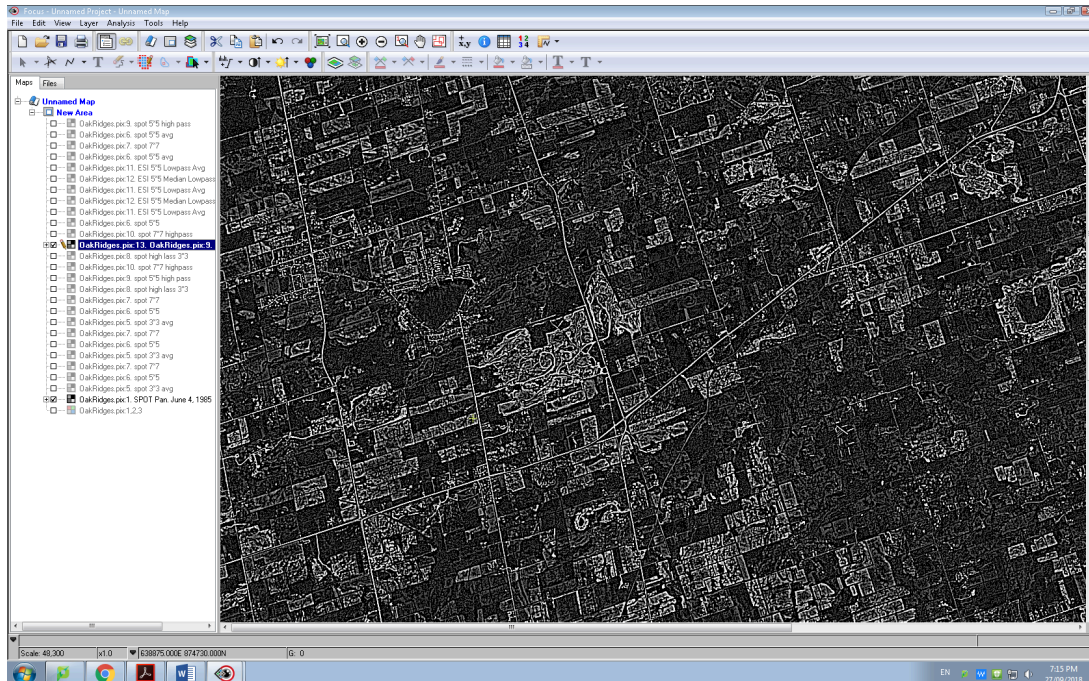 Focus - Unnamed Project - Unnamed Map
File Edit View Layer Analysis Tools Help
Maps Files
Unnamed Map
New Area
OakRidges.pix:9. spot 5"5 high pass
OakRidges.pix:6. spot 5"5 avg
OakRidges.pix:7. spot 7"7
OakRidges.pix:6. spot 5"5 avg
OakRidges.pix:11. ESI 5"5 Lowpass Avg
OakRidges.pix:12. ESI 5"5 Median Lowpass
OakRidges.pix:11. ESI 5"5 Lowpass Avg
OakRidges.pix:12. ESI 5"5 Median Lowpass
OakRidges.pix:11. ESI 5"5 Lowpass Avg
OakRidges.pix:6. spot 5"5
OakRidges.pix:10. spot 7"7 highpass
OakRidges.pix:13. OakRidges.pix:9.
OakRidges.pix:8. spot high lass 3"3
OakRidges.pix:10. spot 7"7 highpass
OakRidges.pix:9. spot 5"5 high pass
OakRidges.pix:8. spot high lass 3"3
OakRidges.pix:7. spot 7"7
OakRidges.pix:6. spot 5"5
OakRidges.pix:5. spot 3"3 avg
OakRidges.pix:7. spot 7"7
OakRidges.pix:6. spot 5"5
OakRidges.pix:5. spot 3"3 avg
OakRidges.pix:7. spot 7"7
OakRidges.pix:6. spot 5"5
OakRidges.pix:5. spot 3"3 avg
OakRidges.pix:1. SPOT Pan. June 4, 1985
OakRidges.pix:1,2,3
Scale: 48,300 x1.0 638875.000E 874730.000N G: 0
EN 7:15 PM
27/09/2018